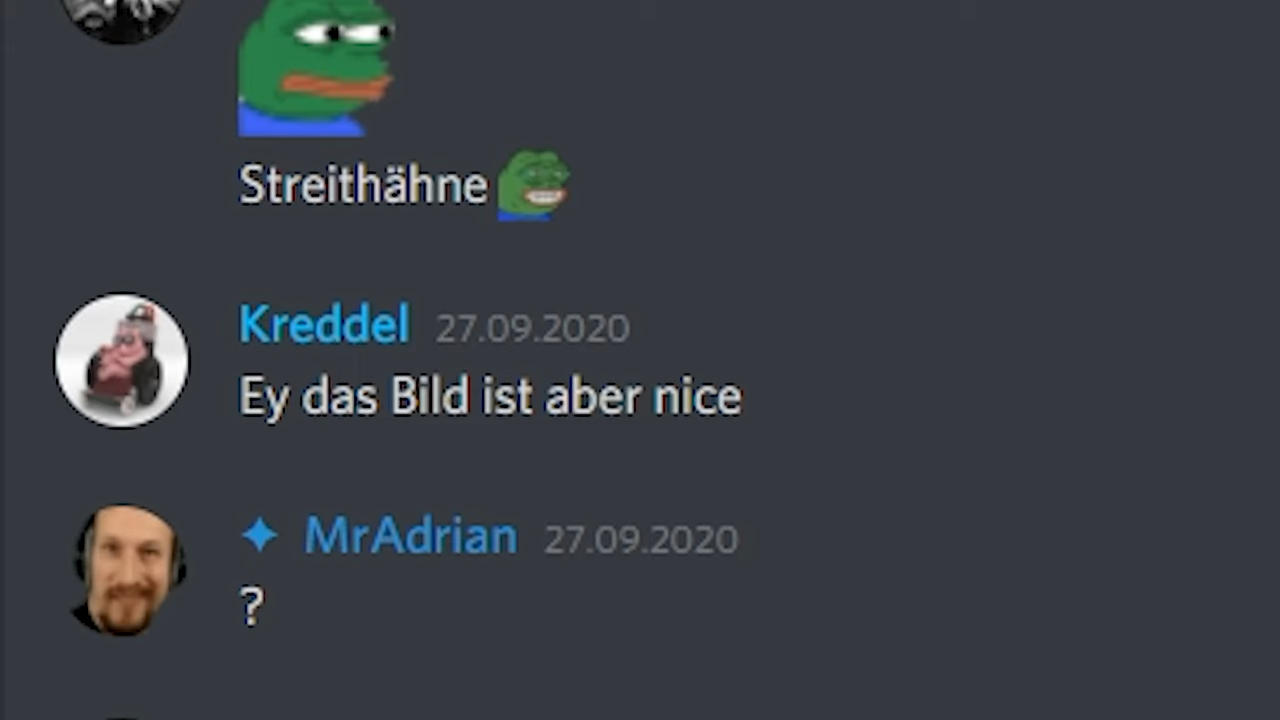 Streithähne
Kreddel 27.09.2020
Ey das Bild ist aber nice
✦ MrAdrian 27.09.2020
?